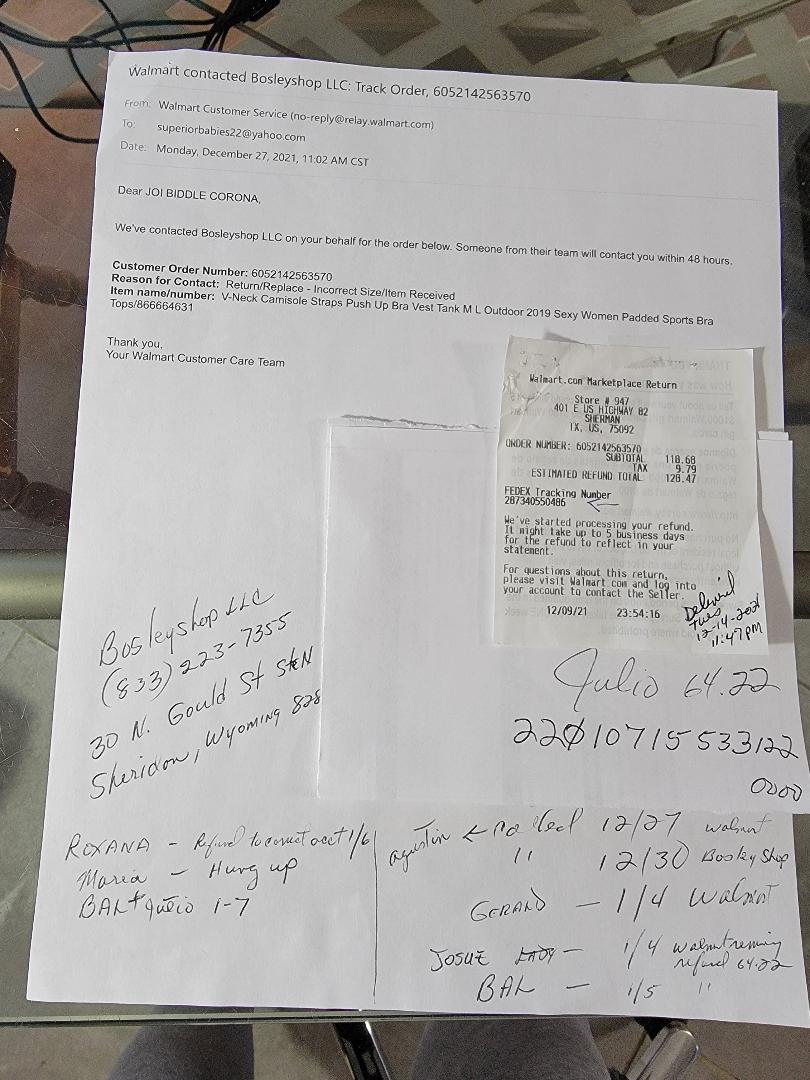 Walmart contacted Bosleyshop LLC: Track Order, 6052142563570
From: Walmart Customer Service (no-reply@relay.walmart.com)
To: superiorbabies22@yahoo.com
Date: Monday, December 27, 2021, 11:02 AM CST
Dear JOI BIDDLE CORONA,
We've contacted Bosleyshop LLC on your behalf for the order below. Someone from their team will contact you within 48 hours.
Customer Order Number: 6052142563570
Reason for Contact: Return/Replace - Incorrect Size/Item Received
Item name/number: V-Neck Camisole Straps Push Up Bra Vest Tank M L Outdoor 2019 Sexy Women Padded Sports Bra
Tops/866664631
Thank you,
Your Walmart Customer Care Team
Walmart.com Marketplace Return
Store # 947
401 E US HIGHWAY 82
SHERMAN
TX, US, 75092
ORDER NUMBER: 6052142563570
SUBTOTAL 118.68
TAX 9.79
ESTIMATED REFUND TOTAL 128.47
FEDEX Tracking Number
287340550486
We've started processing your refund.
It might take up to 5 business days
for the refund to reflect in your
statement.
For questions about this return,
please visit Walmart.com and log into
your account to contact the Seller.
12/09/21 23:54:16
Tues
12-14-2021
11:47pm
Bosleyshop LLC
(833) 223-7355
30 N. Gould St Ste N
Sheridon, Wyoming 828
Julio 64.22
22010715533122
0000
ROXANA - Refund to correct acct 1/6
Maria - Hung up
BAL + Julio 1-7
agustin ← 12/27 walmart
" 12/30 Bosley Shop
GERAND - 1/4 Walmart
JOSUE - 1/4 walmart
refund 64.22
BAL - 1/5 "